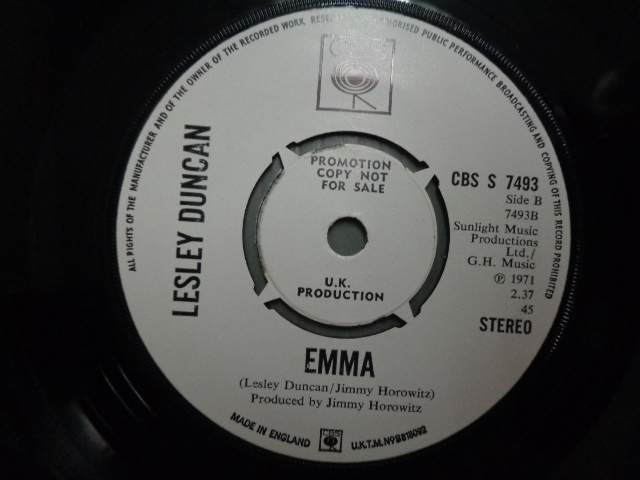 ALL RIGHTS OF THE MANUFACTURER AND OF THE OWNER OF THE RECORDED WORK RESERVED PUBLIC PERFORMANCE BROADCASTING AND COPYING OF THIS RECORD PROHIBITED
CBS
LESLEY DUNCAN
PROMOTION
COPY NOT
FOR SALE
U.K.
PRODUCTION
CBS S 7493
Side B
7493B
Sunlight Music
Productions
Ltd./
G.H. Music
℗ 1971
2.37
45
STEREO
EMMA
(Lesley Duncan/Jimmy Horowitz)
Produced by Jimmy Horowitz
MADE IN ENGLAND
CBS
U.K.T.M. Nº B818092